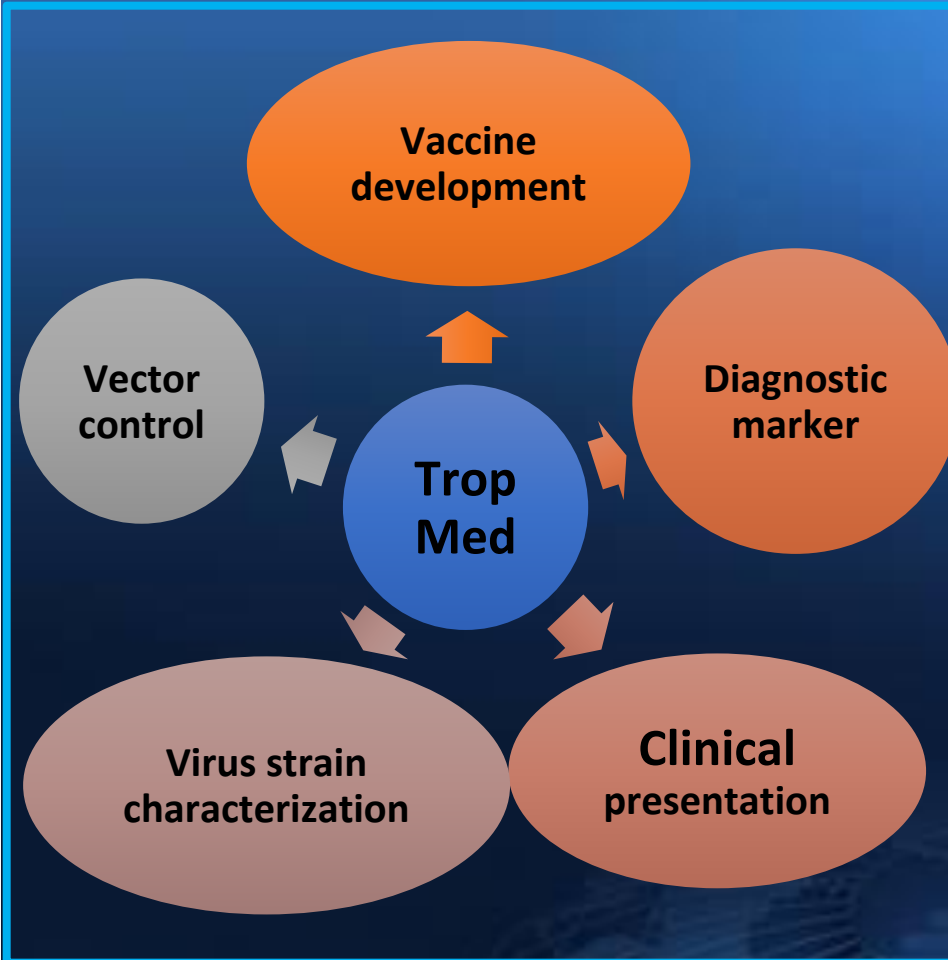 Vaccine
development
Vector
control
Diagnostic
marker
Trop
Med
Virus strain
characterization
Clinical
presentation